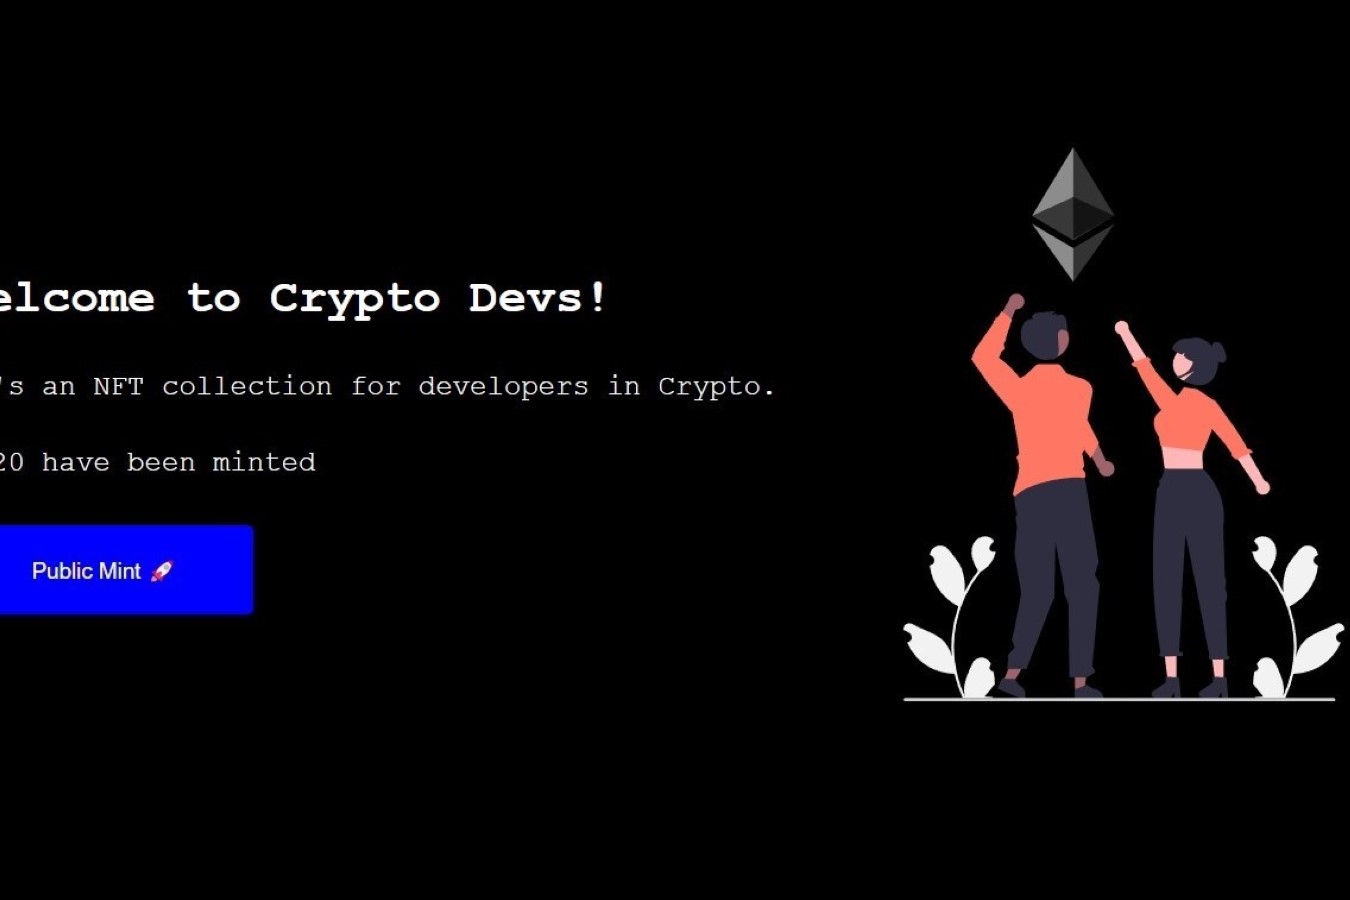 elcome to Crypto Devs!
's an NFT collection for developers in Crypto.
20 have been minted
Public Mint 🚀